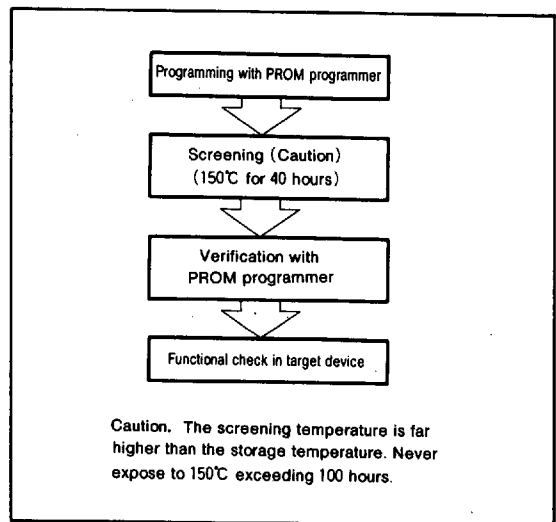 Programming with PROM programmer
Screening (Caution)
(150℃ for 40 hours)
Verification with
PROM programmer
Functional check in target device
Caution. The screening temperature is far
higher than the storage temperature. Never
expose to 150℃ exceeding 100 hours.